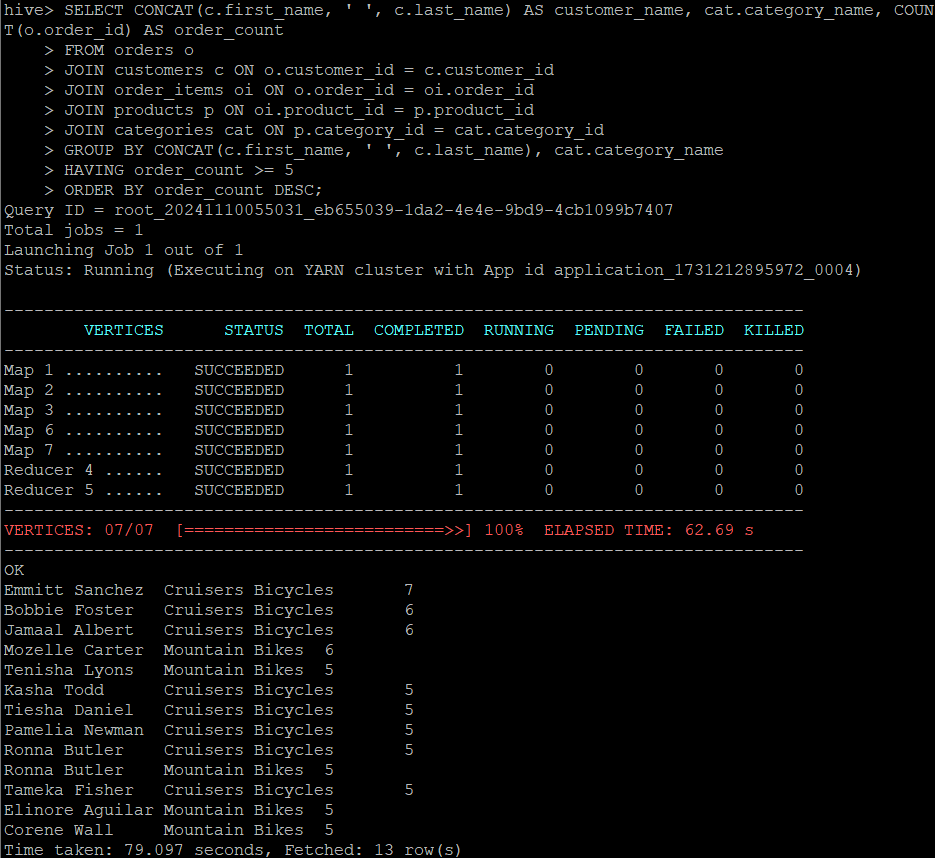 hive> SELECT CONCAT(c.first_name, ' ', c.last_name) AS customer_name, cat.category_name, COUN
T(o.order_id) AS order_count
    > FROM orders o
    > JOIN customers c ON o.customer_id = c.customer_id
    > JOIN order_items oi ON o.order_id = oi.order_id
    > JOIN products p ON oi.product_id = p.product_id
    > JOIN categories cat ON p.category_id = cat.category_id
    > GROUP BY CONCAT(c.first_name, ' ', c.last_name), cat.category_name
    > HAVING order_count >= 5
    > ORDER BY order_count DESC;
Query ID = root_20241110055031_eb655039-1da2-4e4e-9bd9-4cb1099b7407
Total jobs = 1
Launching Job 1 out of 1
Status: Running (Executing on YARN cluster with App id application_1731212895972_0004)
--------------------------------------------------------------------------------
        VERTICES      STATUS  TOTAL  COMPLETED  RUNNING  PENDING  FAILED  KILLED
--------------------------------------------------------------------------------
Map 1 ..........   SUCCEEDED      1          1        0        0       0       0
Map 2 ..........   SUCCEEDED      1          1        0        0       0       0
Map 3 ..........   SUCCEEDED      1          1        0        0       0       0
Map 6 ..........   SUCCEEDED      1          1        0        0       0       0
Map 7 ..........   SUCCEEDED      1          1        0        0       0       0
Reducer 4 ......   SUCCEEDED      1          1        0        0       0       0
Reducer 5 ......   SUCCEEDED      1          1        0        0       0       0
--------------------------------------------------------------------------------
VERTICES: 07/07  [==========================>>] 100%  ELAPSED TIME: 62.69 s
--------------------------------------------------------------------------------
OK
Emmitt Sanchez  Cruisers Bicycles       7
Bobbie Foster   Cruisers Bicycles       6
Jamaal Albert   Cruisers Bicycles       6
Mozelle Carter  Mountain Bikes  6
Tenisha Lyons   Mountain Bikes  5
Kasha Todd      Cruisers Bicycles       5
Tiesha Daniel   Cruisers Bicycles       5
Pamelia Newman  Cruisers Bicycles       5
Ronna Butler    Cruisers Bicycles       5
Ronna Butler    Mountain Bikes  5
Tameka Fisher   Cruisers Bicycles       5
Elinore Aguilar Mountain Bikes  5
Corene Wall     Mountain Bikes  5
Time taken: 79.097 seconds, Fetched: 13 row(s)